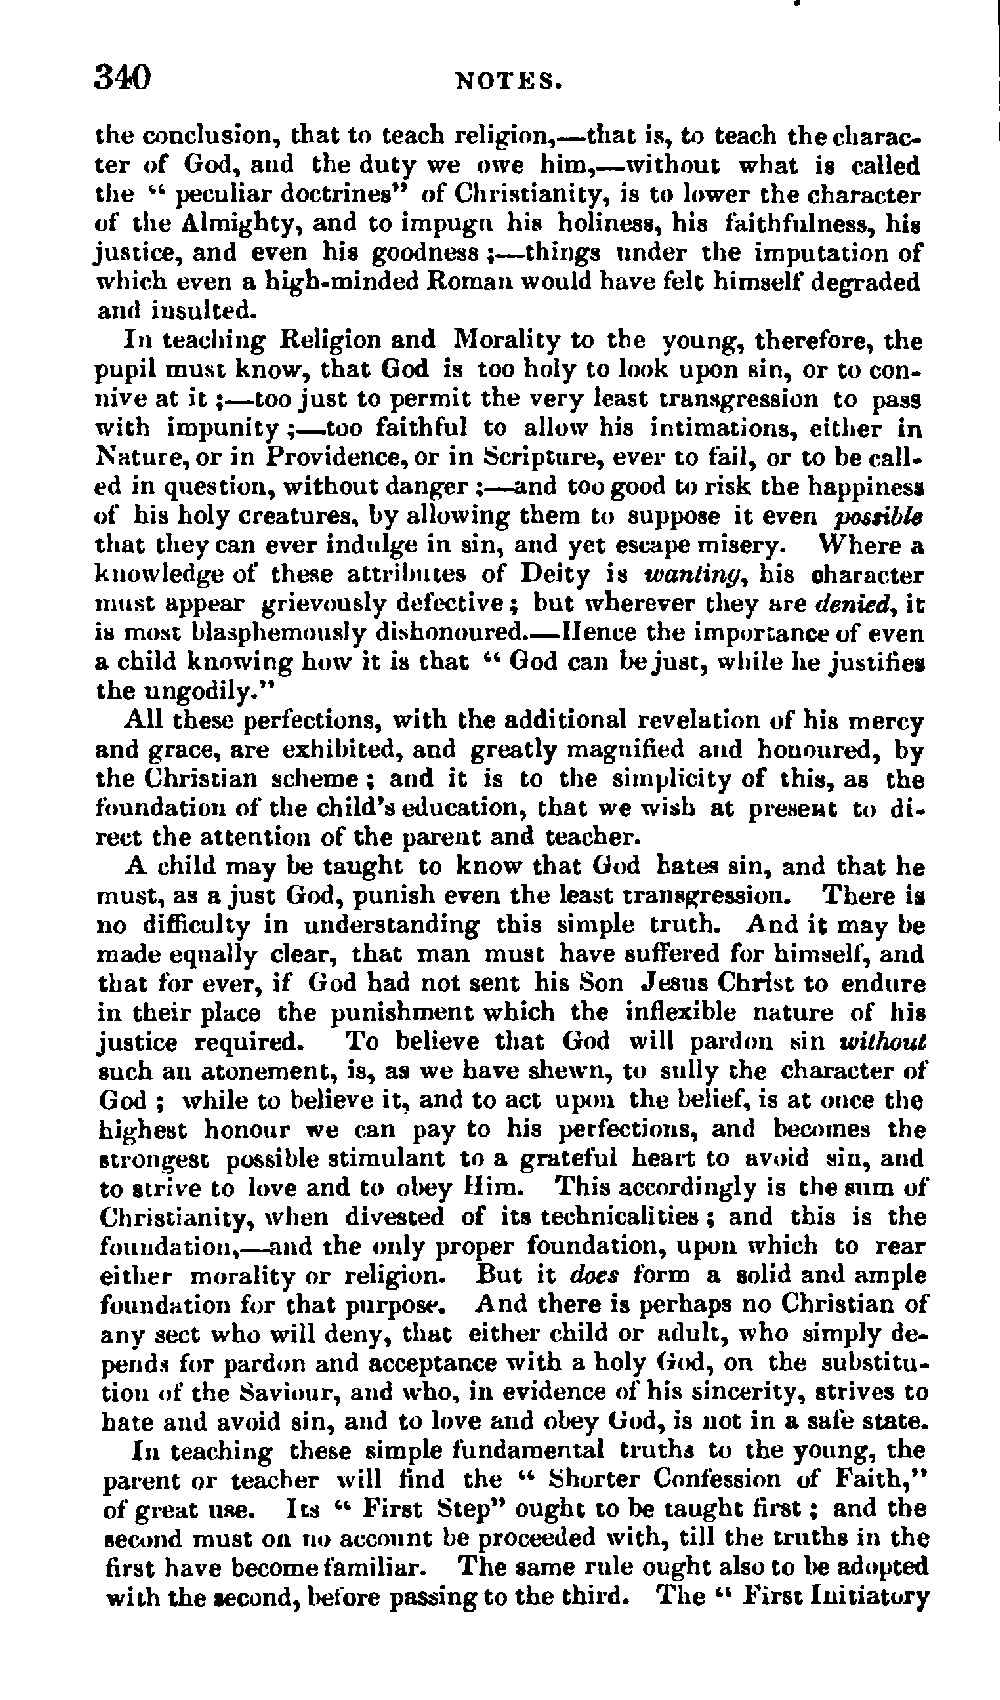 340 NOTES.
the conclusion, that to teach religion,—that is, to teach the charac-
ter of God, and the duty we owe him,—without what is called
the “ peculiar doctrines” of Christianity, is to lower the character
of the Almighty, and to impugn his holiness, his faithfulness, his
justice, and even his goodness ;—things under the imputation of
which even a high-minded Roman would have felt himself degraded
and insulted.
In teaching Religion and Morality to the young, therefore, the
pupil must know, that God is too holy to look upon sin, or to con-
nive at it ;—too just to permit the very least transgression to pass
with impunity ;—too faithful to allow his intimations, either in
Nature, or in Providence, or in Scripture, ever to fail, or to be call-
ed in question, without danger ;—and too good to risk the happiness
of his holy creatures, by allowing them to suppose it even possible
that they can ever indulge in sin, and yet escape misery. Where a
knowledge of these attributes of Deity is wanting, his character
must appear grievously defective ; but wherever they are denied, it
is most blasphemously dishonoured.—Hence the importance of even
a child knowing how it is that “ God can be just, while he justifies
the ungodily.”
All these perfections, with the additional revelation of his mercy
and grace, are exhibited, and greatly magnified and honoured, by
the Christian scheme ; and it is to the simplicity of this, as the
foundation of the child’s education, that we wish at present to di-
rect the attention of the parent and teacher.
A child may be taught to know that God hates sin, and that he
must, as a just God, punish even the least transgression. There is
no difficulty in understanding this simple truth. And it may be
made equally clear, that man must have suffered for himself, and
that for ever, if God had not sent his Son Jesus Christ to endure
in their place the punishment which the inflexible nature of his
justice required. To believe that God will pardon sin without
such an atonement, is, as we have shewn, to sully the character of
God ; while to believe it, and to act upon the belief, is at once the
highest honour we can pay to his perfections, and becomes the
strongest possible stimulant to a grateful heart to avoid sin, and
to strive to love and to obey Him. This accordingly is the sum of
Christianity, when divested of its technicalities ; and this is the
foundation,—and the only proper foundation, upon which to rear
either morality or religion. But it does form a solid and ample
foundation for that purpose. And there is perhaps no Christian of
any sect who will deny, that either child or adult, who simply de-
pends for pardon and acceptance with a holy God, on the substitu-
tion of the Saviour, and who, in evidence of his sincerity, strives to
hate and avoid sin, and to love and obey God, is not in a safe state.
In teaching these simple fundamental truths to the young, the
parent or teacher will find the “ Shorter Confession of Faith,”
of great use. Its “ First Step” ought to be taught first ; and the
second must on no account be proceeded with, till the truths in the
first have become familiar. The same rule ought also to be adopted
with the second, before passing to the third. The “ First Initiatory